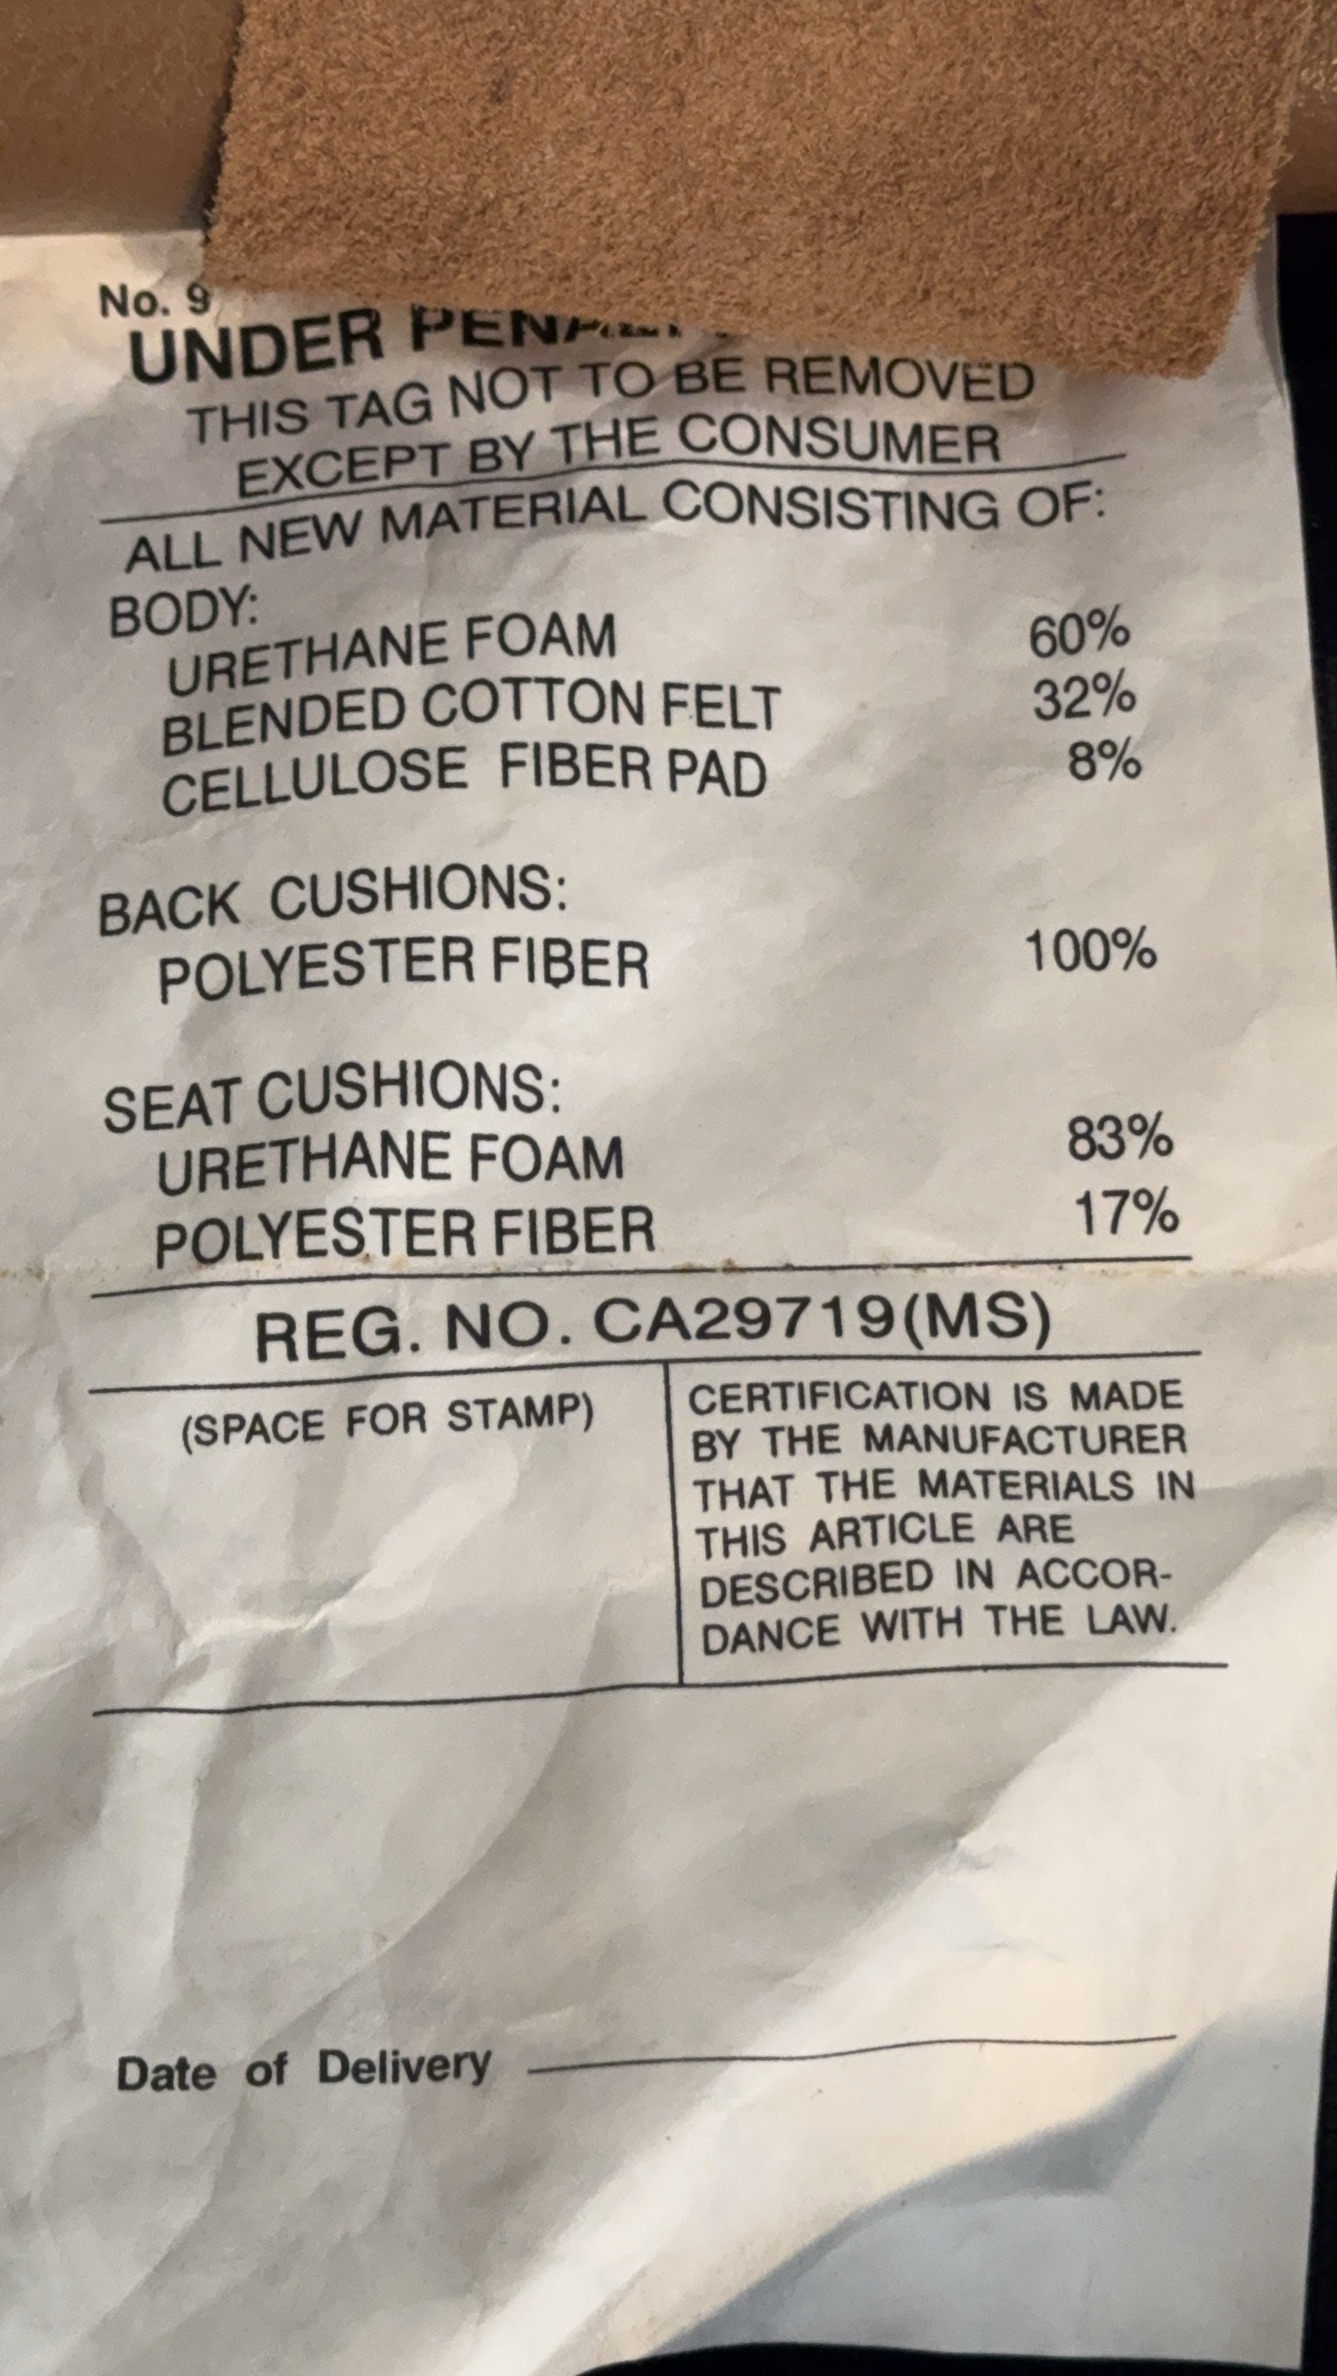 No. 9
UNDER
THIS TAG NOT TO BE REMOVED
EXCEPT BY THE CONSUMER
ALL NEW MATERIAL CONSISTING OF:
BODY:
URETHANE FOAM 60%
BLENDED COTTON FELT 32%
CELLULOSE FIBER PAD 8%
BACK CUSHIONS:
POLYESTER FIBER 100%
SEAT CUSHIONS:
URETHANE FOAM 83%
POLYESTER FIBER 17%
REG. NO. CA29719(MS)
(SPACE FOR STAMP)
CERTIFICATION IS MADE
BY THE MANUFACTURER
THAT THE MATERIALS IN
THIS ARTICLE ARE
DESCRIBED IN ACCOR-
DANCE WITH THE LAW.
Date of Delivery